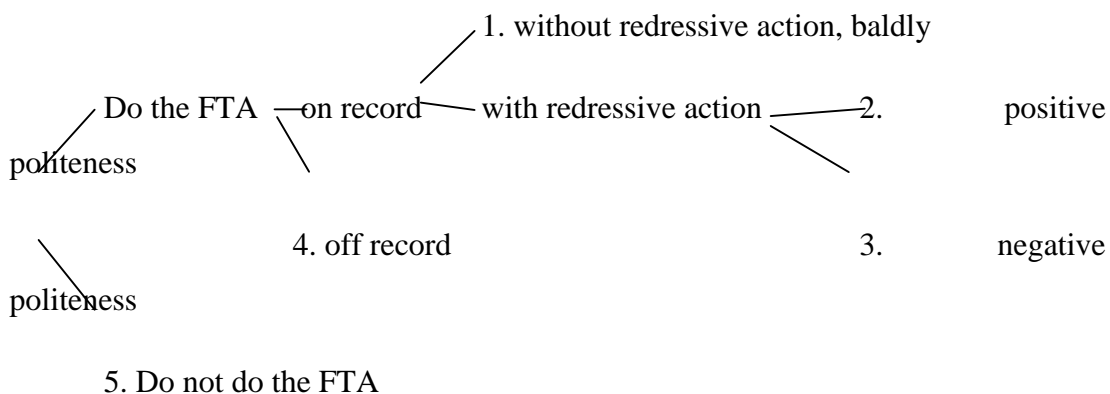 1. without redressive action, baldly
Do the FTA on record with redressive action 2. positive
politeness
4. off record 3. negative
politeness
5. Do not do the FTA